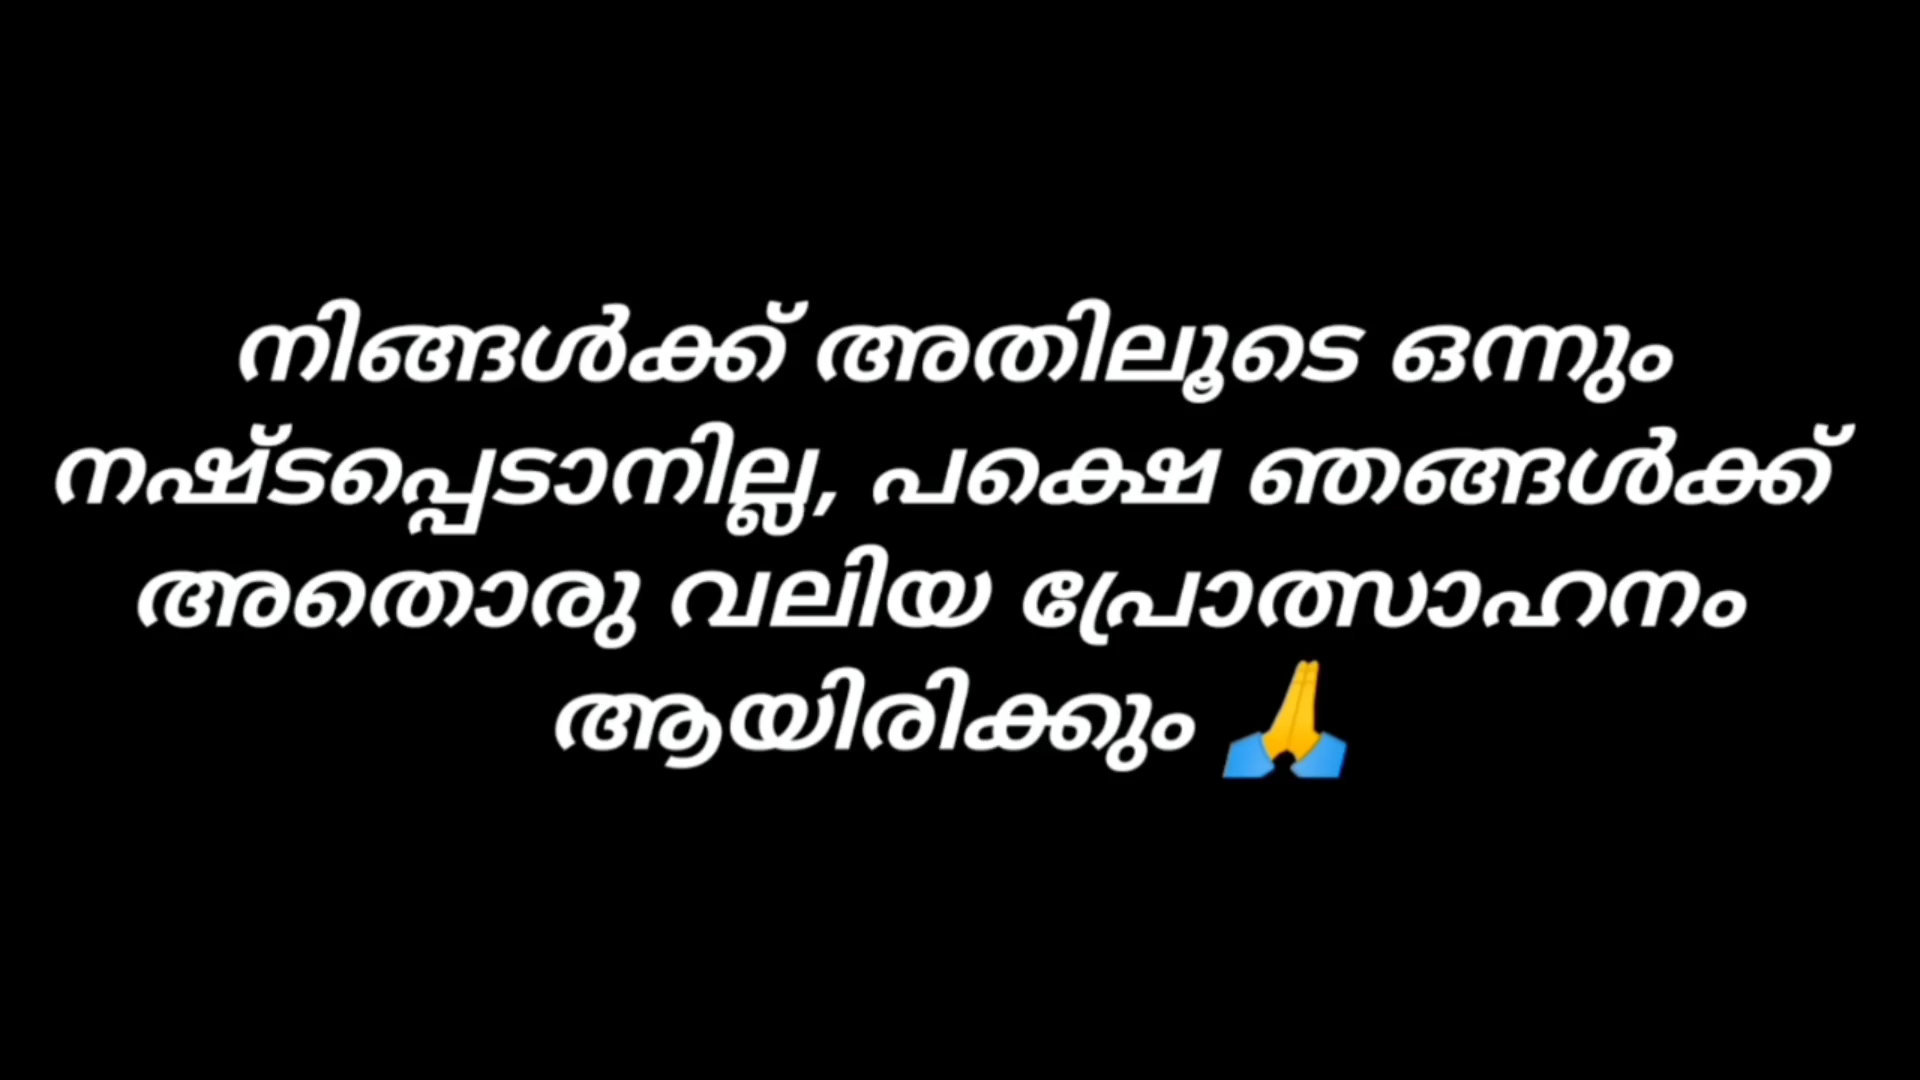 നിങ്ങൾക്ക് അതിലൂടെ ഒന്നും
നഷ്ടപ്പെടാനില്ല, പക്ഷെ ഞങ്ങൾക്ക്
അതൊരു വലിയ പ്രോത്സാഹനം
ആയിരിക്കും 🙏